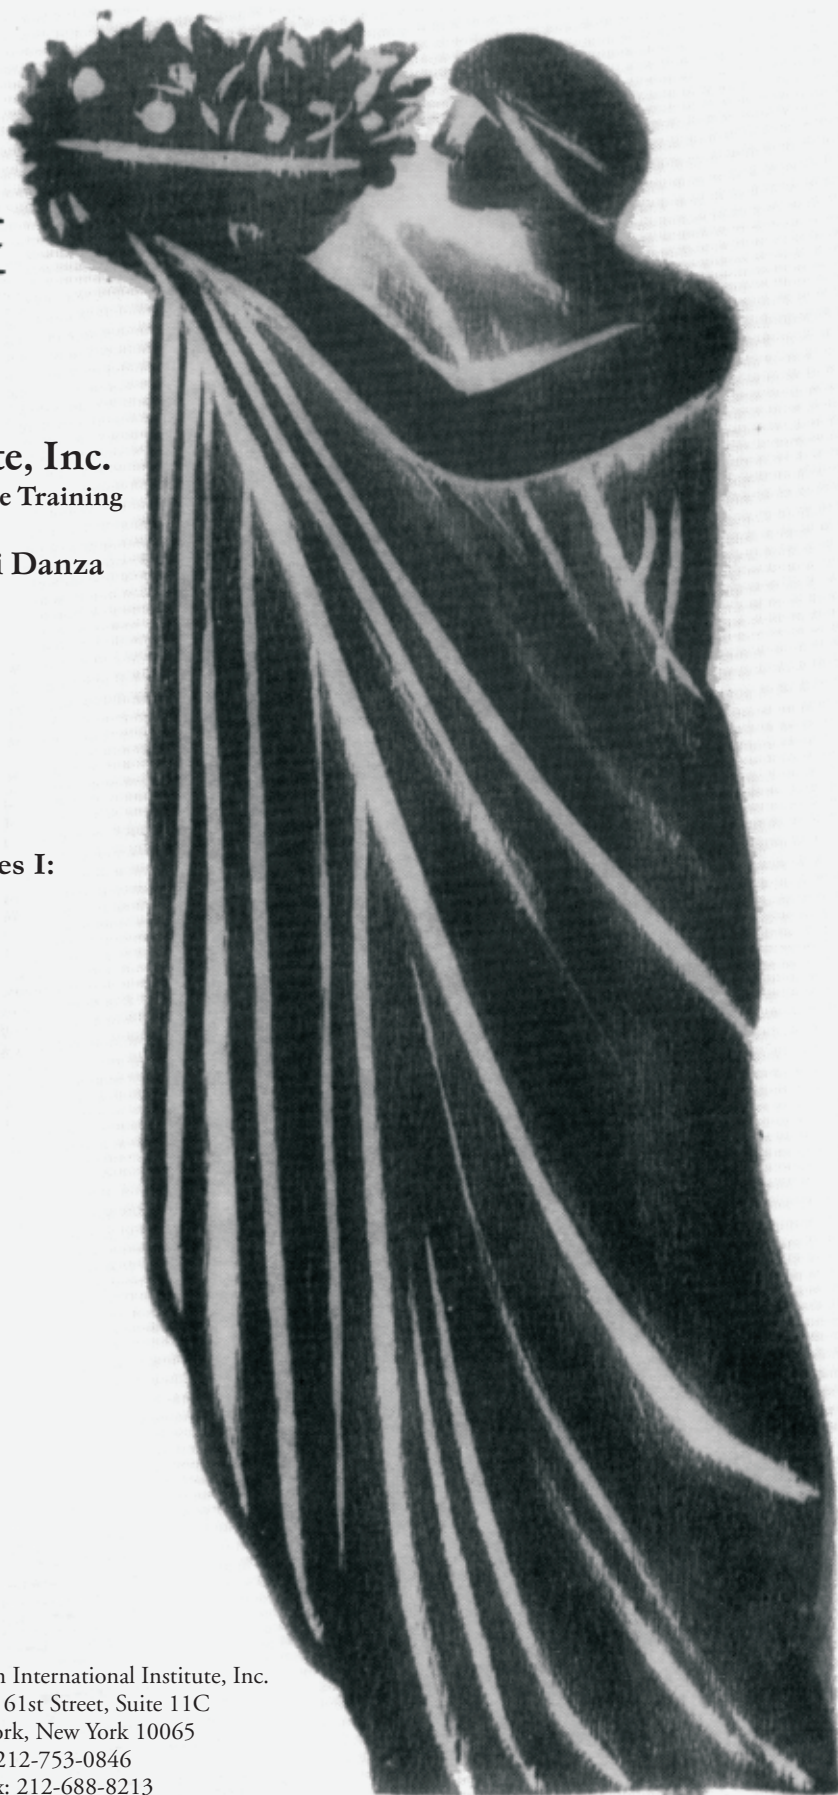 te, Inc.
e Training
i Danza
es I:
n International Institute, Inc.
61st Street, Suite 11C
ork, New York 10065
212-753-0846
x: 212-688-8213